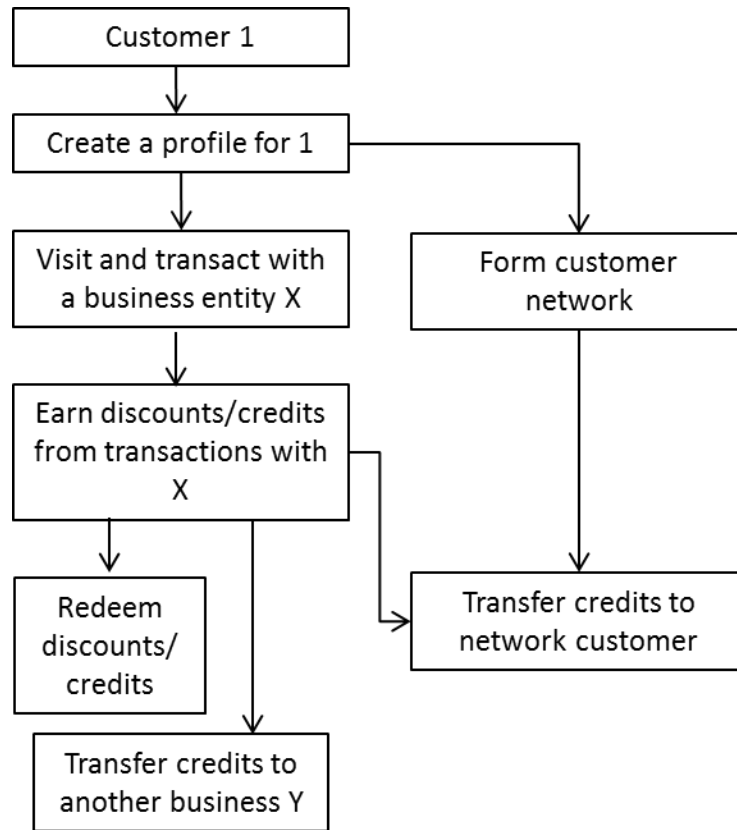 Customer 1
Create a profile for 1
Visit and transact with
a business entity X
Form customer
network
Earn discounts/credits
from transactions with
X
Redeem
discounts/
credits
Transfer credits to
network customer
Transfer credits to
another business Y